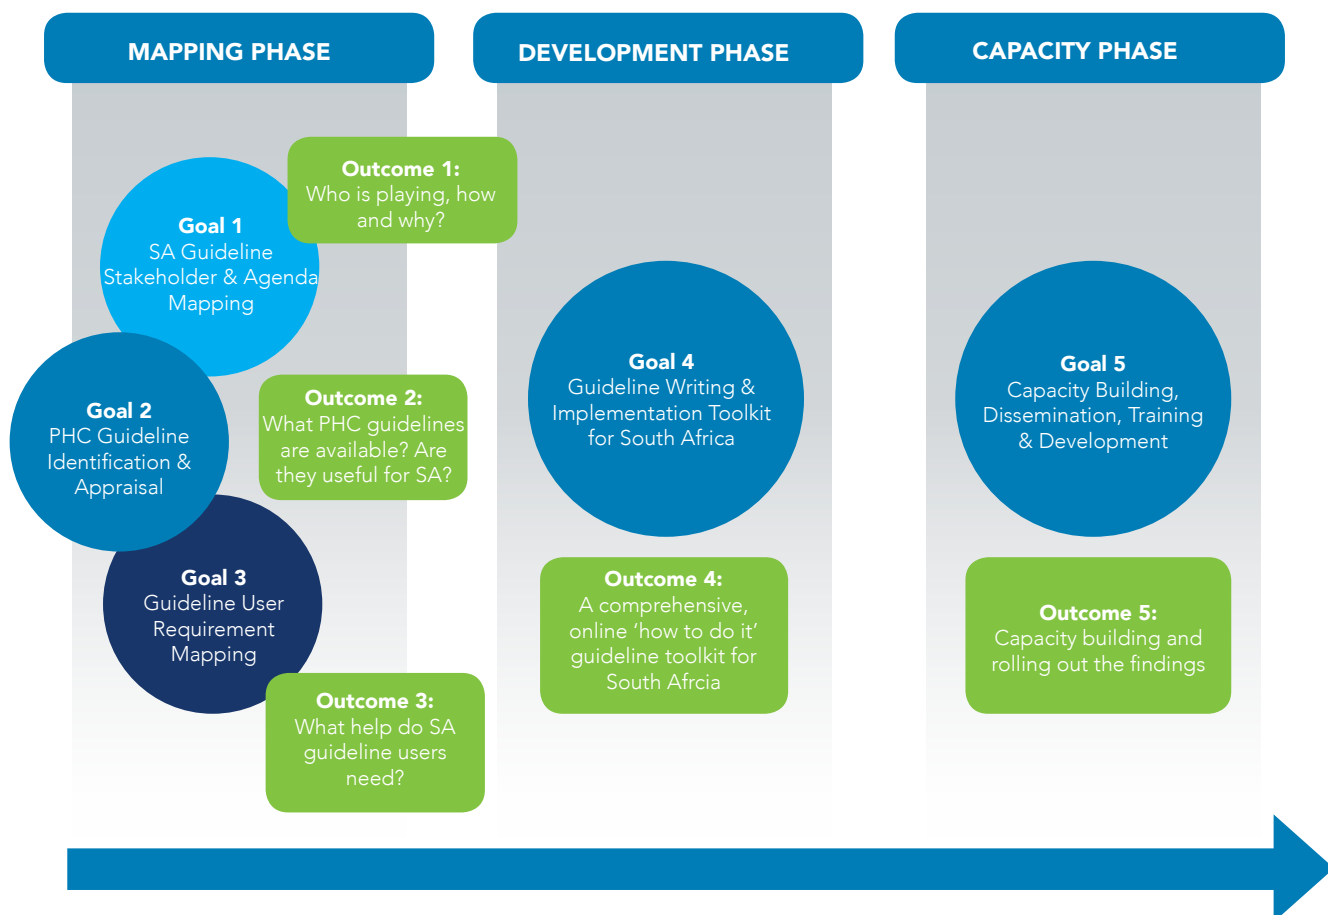 MAPPING PHASE
DEVELOPMENT PHASE
CAPACITY PHASE
Outcome 1:
Who is playing, how
and why?
Goal 1
SA Guideline
Stakeholder & Agenda
Mapping
Goal 2
PHC Guideline
Identification &
Appraisal
Outcome 2:
What PHC guidelines
are available? Are
they useful for SA?
Goal 3
Guideline User
Requirement
Mapping
Outcome 3:
What help do SA
guideline users
need?
Goal 4
Guideline Writing &
Implementation Toolkit
for South Africa
Outcome 4:
A comprehensive,
online ‘how to do it’
guideline toolkit for
South Afrcia
Goal 5
Capacity Building,
Dissemination, Training
& Development
Outcome 5:
Capacity building and
rolling out the findings